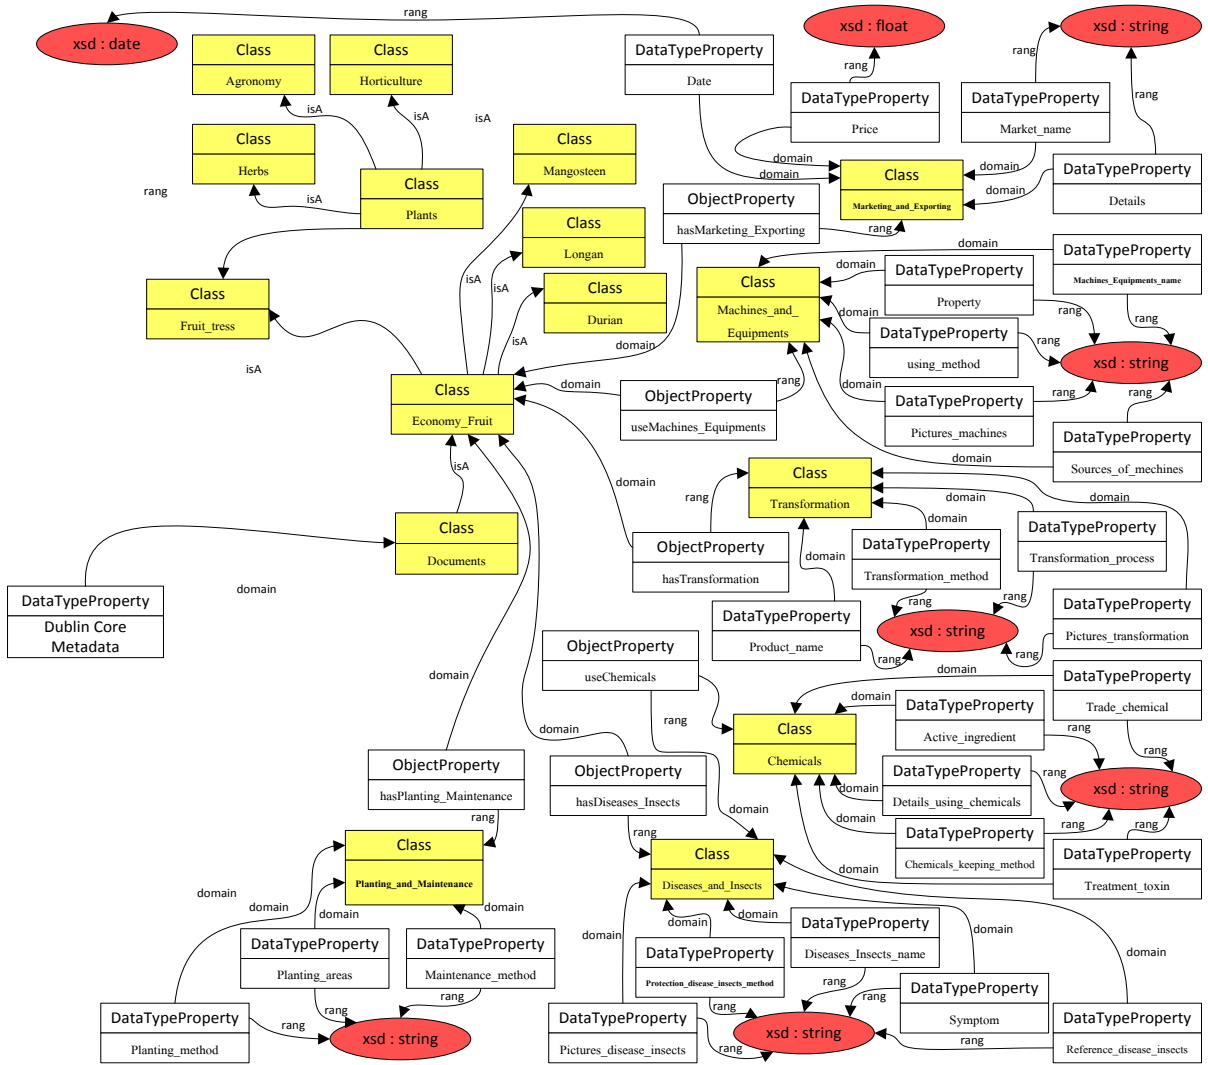 rang
xsd : date
Class
Agronomy
Class
Horticulture
isA
isA
isA
Class
Herbs
rang
isA
Class
Plants
Class
Mangosteen
Class
Longan
isA
isA
Class
Durian
isA
Class
Fruit_tress
isA
DataTypeProperty
Date
xsd : float
rang
DataTypeProperty
Price
domain
domain
xsd : string
rang
rang
DataTypeProperty
Market_name
domain
domain
DataTypeProperty
Details
Class
Marketing_and_Exporting
ObjectProperty
hasMarketing_Exporting
rang
domain
domain
DataTypeProperty
Machines_Equipments_name
Class
Machines_and_
Equipments
domain
DataTypeProperty
Property
rang
rang
domain
DataTypeProperty
using_method
rang
xsd : string
domain
DataTypeProperty
Pictures_machines
rang
rang
DataTypeProperty
Sources_of_mechines
domain
Class
Economy_Fruit
domain
ObjectProperty
useMachines_Equipments
rang
isA
domain
Class
Documents
domain
DataTypeProperty
Dublin Core
Metadata
rang
Class
Transformation
domain
domain
domain
ObjectProperty
hasTransformation
domain
DataTypeProperty
Transformation_method
DataTypeProperty
Transformation_process
rang
rang
DataTypeProperty
Product_name
rang
xsd : string
rang
DataTypeProperty
Pictures_transformation
ObjectProperty
useChemicals
rang
domain
domain
domain
DataTypeProperty
Trade_chemical
Class
Chemicals
domain
DataTypeProperty
Active_ingredient
rang
rang
domain
DataTypeProperty
Details_using_chemicals
rang
xsd : string
domain
DataTypeProperty
Chemicals_keeping_method
rang
rang
domain
DataTypeProperty
Treatment_toxin
ObjectProperty
hasPlanting_Maintenance
rang
ObjectProperty
hasDiseases_Insects
rang
domain
Class
Planting_and_Maintenance
domain
domain
domain
DataTypeProperty
Planting_areas
DataTypeProperty
Maintenance_method
rang
rang
DataTypeProperty
Planting_method
rang
xsd : string
Class
Diseases_and_Insects
domain
domain
domain
domain
domain
DataTypeProperty
Protection_disease_insects_method
DataTypeProperty
Diseases_Insects_name
rang
rang
rang
DataTypeProperty
Symptom
DataTypeProperty
Pictures_disease_insects
rang
xsd : string
rang
DataTypeProperty
Reference_disease_insects